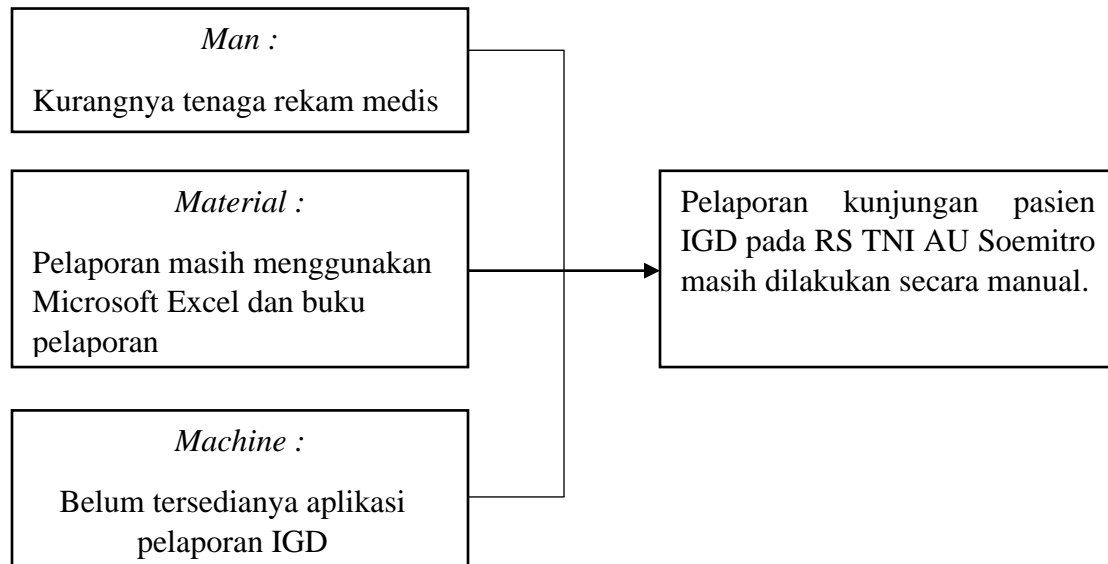 Man :
Kurangnya tenaga rekam medis
Material :
Pelaporan masih menggunakan
Microsoft Excel dan buku
pelaporan
Machine :
Belum tersedianya aplikasi
pelaporan IGD
Pelaporan kunjungan pasien
IGD pada RS TNI AU Soemitro
masih dilakukan secara manual.